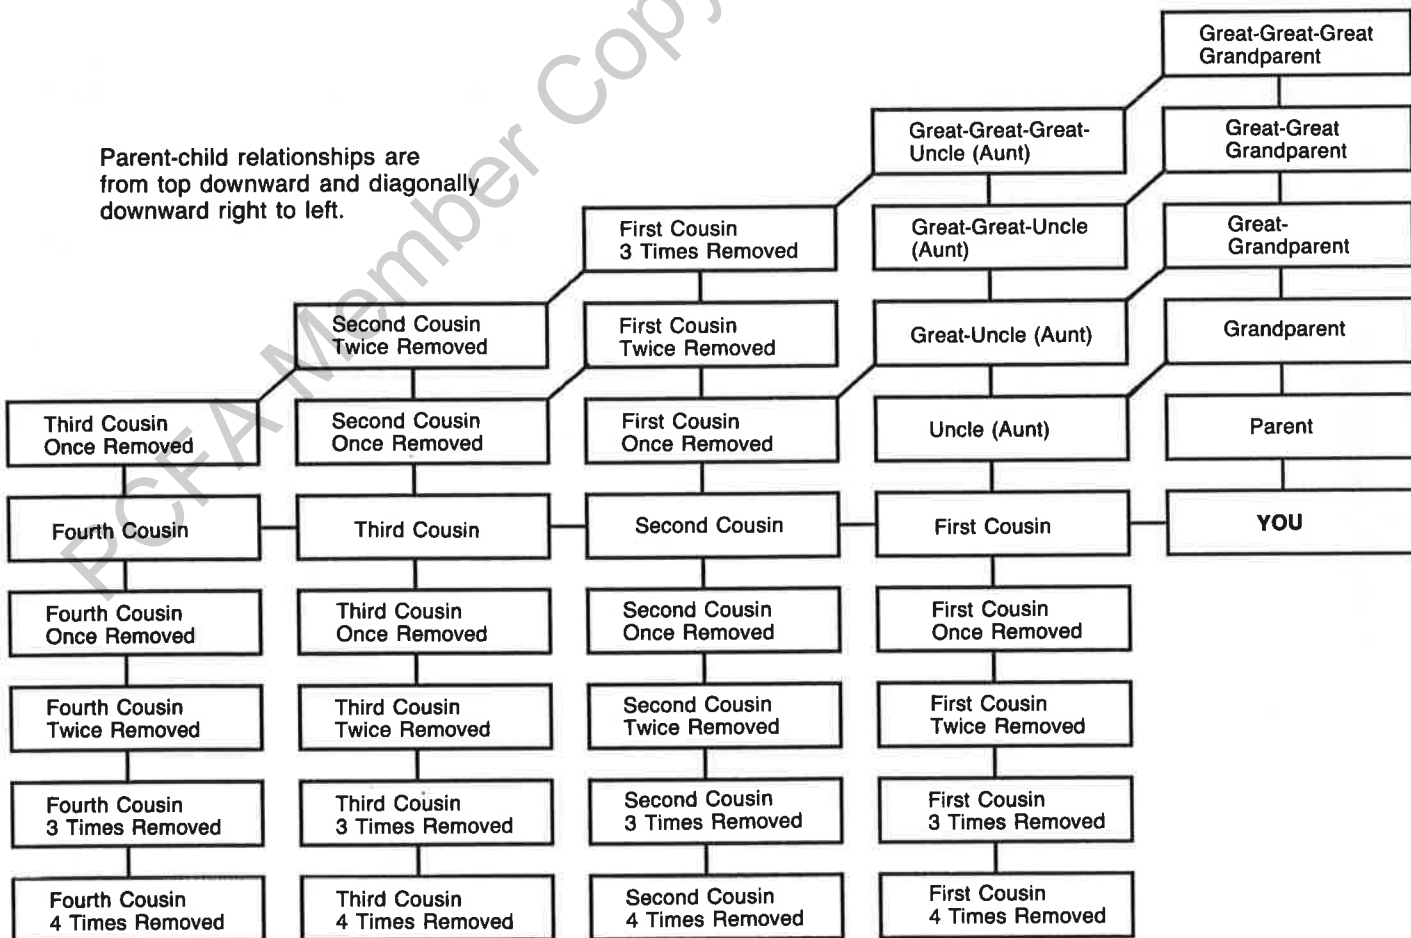 Great-Great-Great
Grandparent
Great-Great-Great-
Uncle (Aunt)
Great-Great
Grandparent
Parent-child relationships are
from top downward and diagonally
downward right to left.
First Cousin
3 Times Removed
Great-Great-Uncle
(Aunt)
Great-
Grandparent
Second Cousin
Twice Removed
First Cousin
Twice Removed
Great-Uncle (Aunt)
Grandparent
Third Cousin
Once Removed
Second Cousin
Once Removed
First Cousin
Once Removed
Uncle (Aunt)
Parent
Fourth Cousin
Third Cousin
Second Cousin
First Cousin
YOU
Fourth Cousin
Once Removed
Third Cousin
Once Removed
Second Cousin
Once Removed
First Cousin
Once Removed
Fourth Cousin
Twice Removed
Third Cousin
Twice Removed
Second Cousin
Twice Removed
First Cousin
Twice Removed
Fourth Cousin
3 Times Removed
Third Cousin
3 Times Removed
Second Cousin
3 Times Removed
First Cousin
3 Times Removed
Fourth Cousin
4 Times Removed
Third Cousin
4 Times Removed
Second Cousin
4 Times Removed
First Cousin
4 Times Removed
PCFA Member Copy